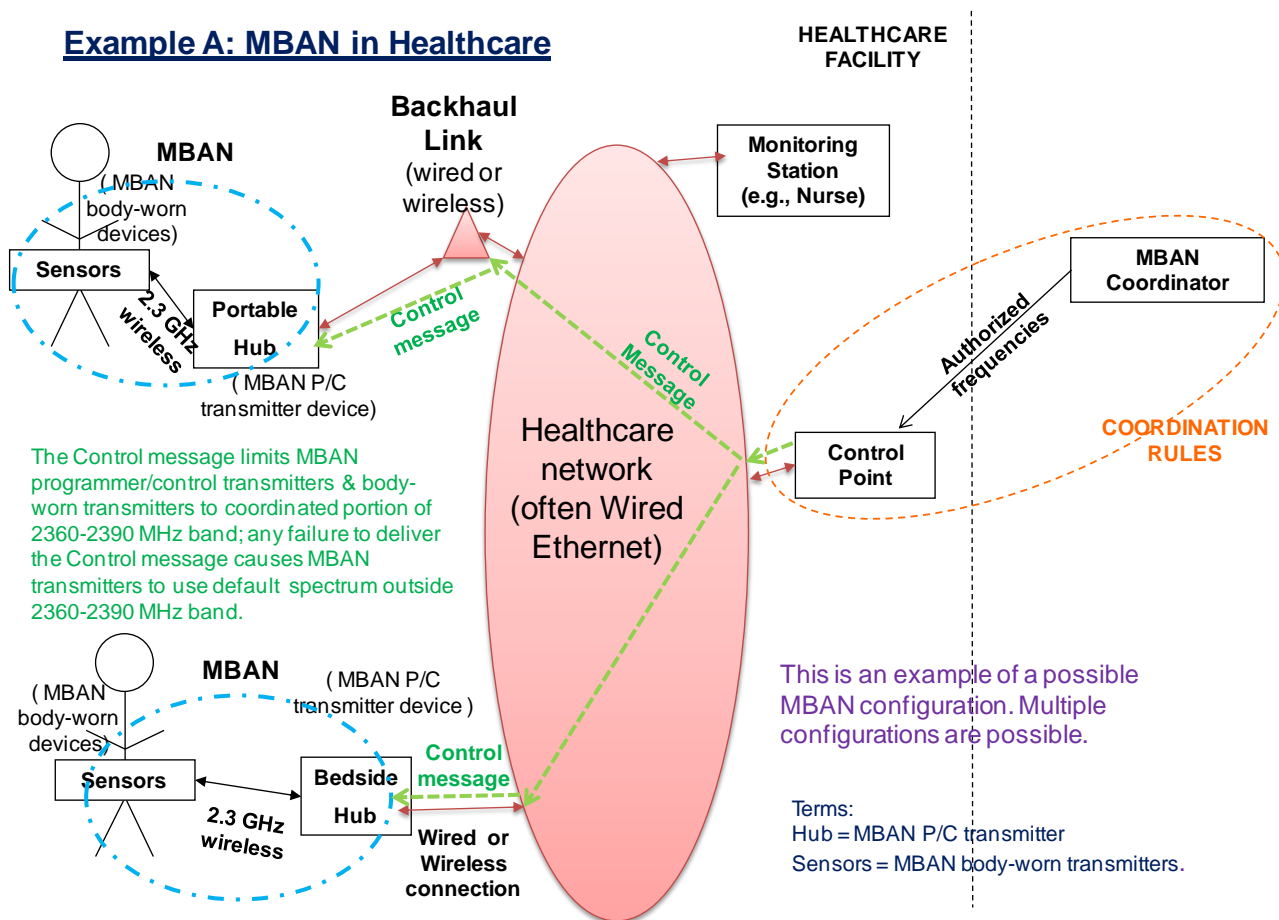 Example A: MBAN in Healthcare
HEALTHCARE
FACILITY
Backhaul
Link
(wired or
wireless)
Monitoring
Station
(e.g., Nurse)
MBAN
( MBAN
body-worn
devices)
Sensors
2.3 GHz
wireless
Portable
Hub
( MBAN P/C
transmitter device)
Control
message
Control
Message
MBAN
Coordinator
Authorized
frequencies
COORDINATION
RULES
Control
Point
Healthcare
network
(often Wired
Ethernet)
The Control message limits MBAN
programmer/control transmitters & body-
worn transmitters to coordinated portion of
2360-2390 MHz band; any failure to deliver
the Control message causes MBAN
transmitters to use default spectrum outside
2360-2390 MHz band.
MBAN
( MBAN P/C
transmitter device )
( MBAN
body-worn
devices)
Sensors
2.3 GHz
wireless
Bedside
Hub
Control
message
Wired or
Wireless
connection
This is an example of a possible
MBAN configuration. Multiple
configurations are possible.
Terms:
Hub = MBAN P/C transmitter
Sensors = MBAN body-worn transmitters.